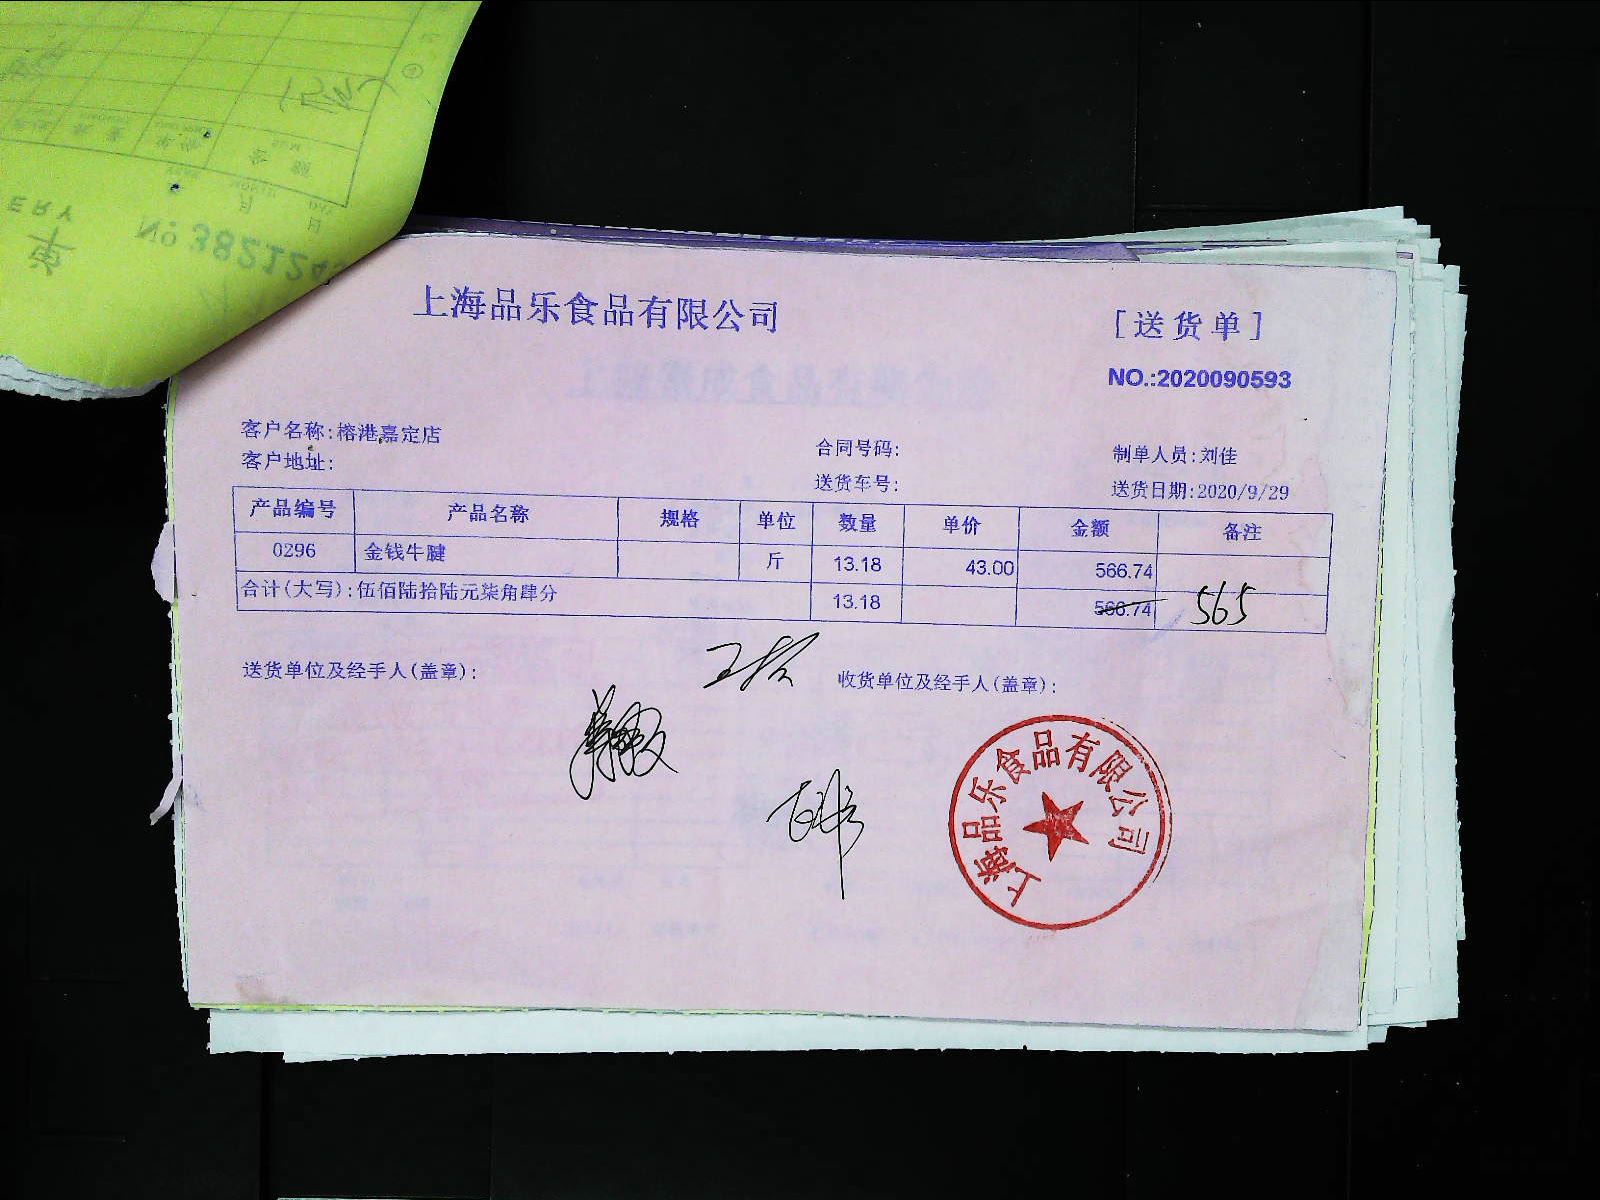 上海品乐食品有限公司
[送货单]
NO.:2020090593
客户名称:榕港嘉定店
合同号码:
制单人员:刘佳
客户地址:
送货车号:
送货日期:2020/9/29
产品编号 产品名称 规格 单位 数量 单价 金额 备注
0296 金钱牛腱 斤 13.18 43.00 566.74
合计(大写):伍佰陆拾陆元柒角肆分 13.18 566.74 565
送货单位及经手人(盖章):
收货单位及经手人(盖章):
上海品乐食品有限公司